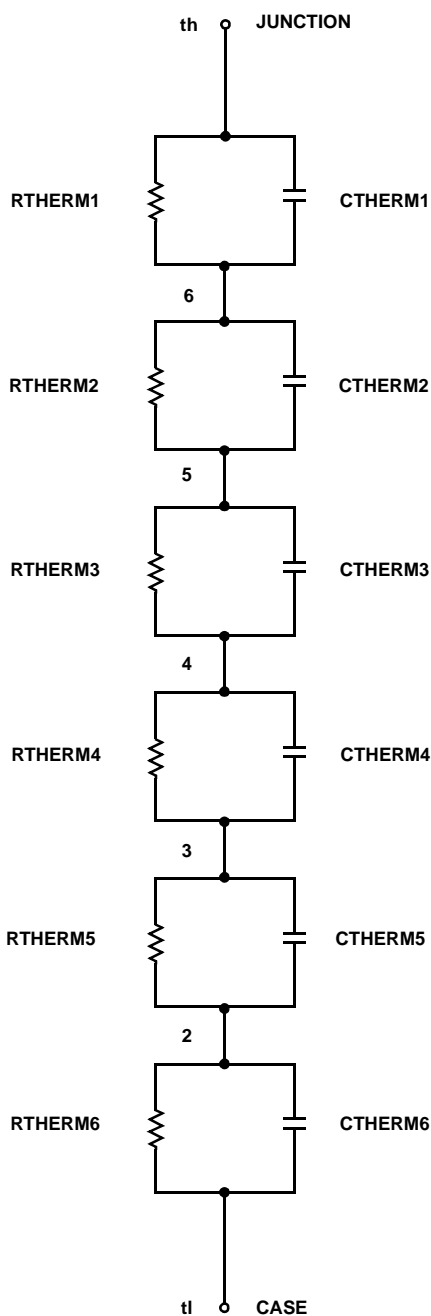 th JUNCTION
RTHERM1 CTHERM1
6
RTHERM2 CTHERM2
5
RTHERM3 CTHERM3
4
RTHERM4 CTHERM4
3
RTHERM5 CTHERM5
2
RTHERM6 CTHERM6
tl CASE